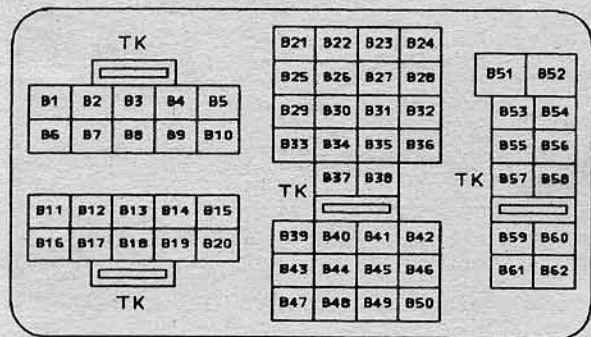 TK
B1 B2 B3 B4 B5
B6 B7 B8 B9 B10
B11 B12 B13 B14 B15
B16 B17 B18 B19 B20
TK
B21 B22 B23 B24
B25 B26 B27 B28
B29 B30 B31 B32
B33 B34 B35 B36
B37 B38
TK
B39 B40 B41 B42
B43 B44 B45 B46
B47 B48 B49 B50
B51 B52
B53 B54
B55 B56
TK B57 B58
B59 B60
B61 B62